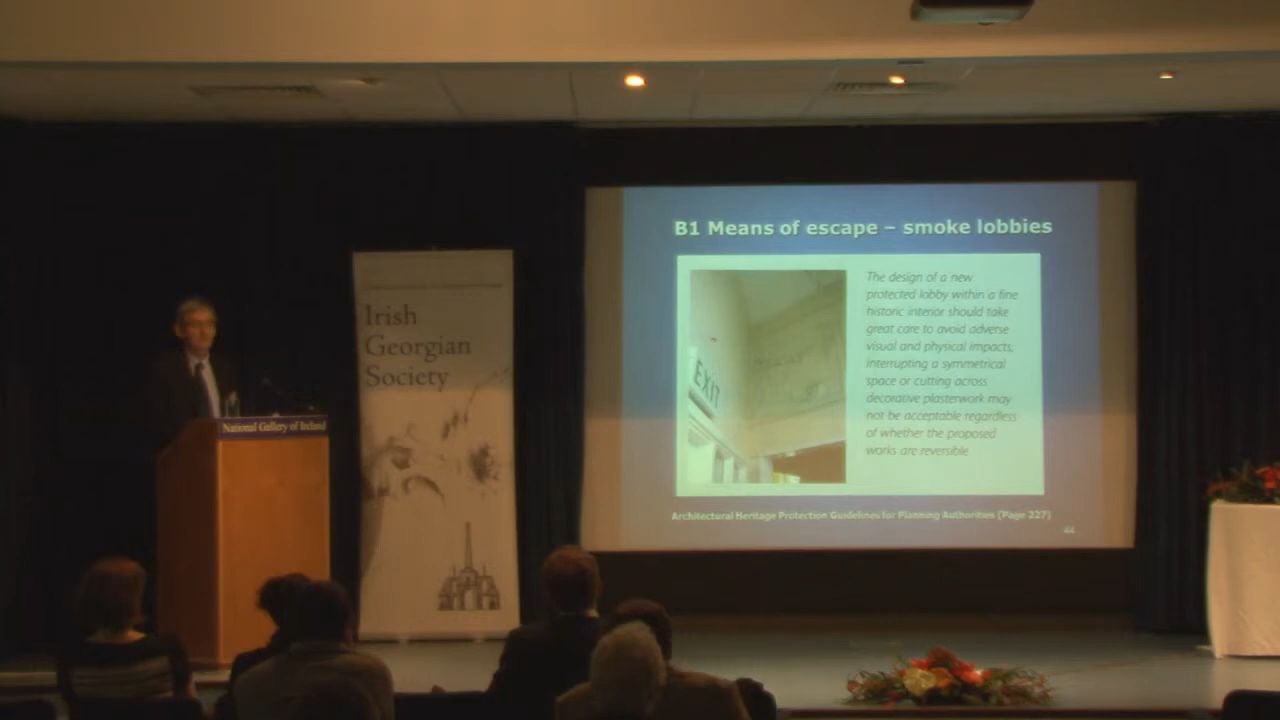 B1 Means of escape – smoke lobbies
The design of a new
protected lobby within a fine
historic interior should take
great care to avoid adverse
visual and physical impacts,
interrupting a symmetrical
space or cutting across
decorative plasterwork may
not be acceptable regardless
of whether the proposed
works are reversible
EXIT
Architectural Heritage Protection Guidelines for Planning Authorities (Page 227)
44
Irish
Georgian
Society
National Gallery of Ireland